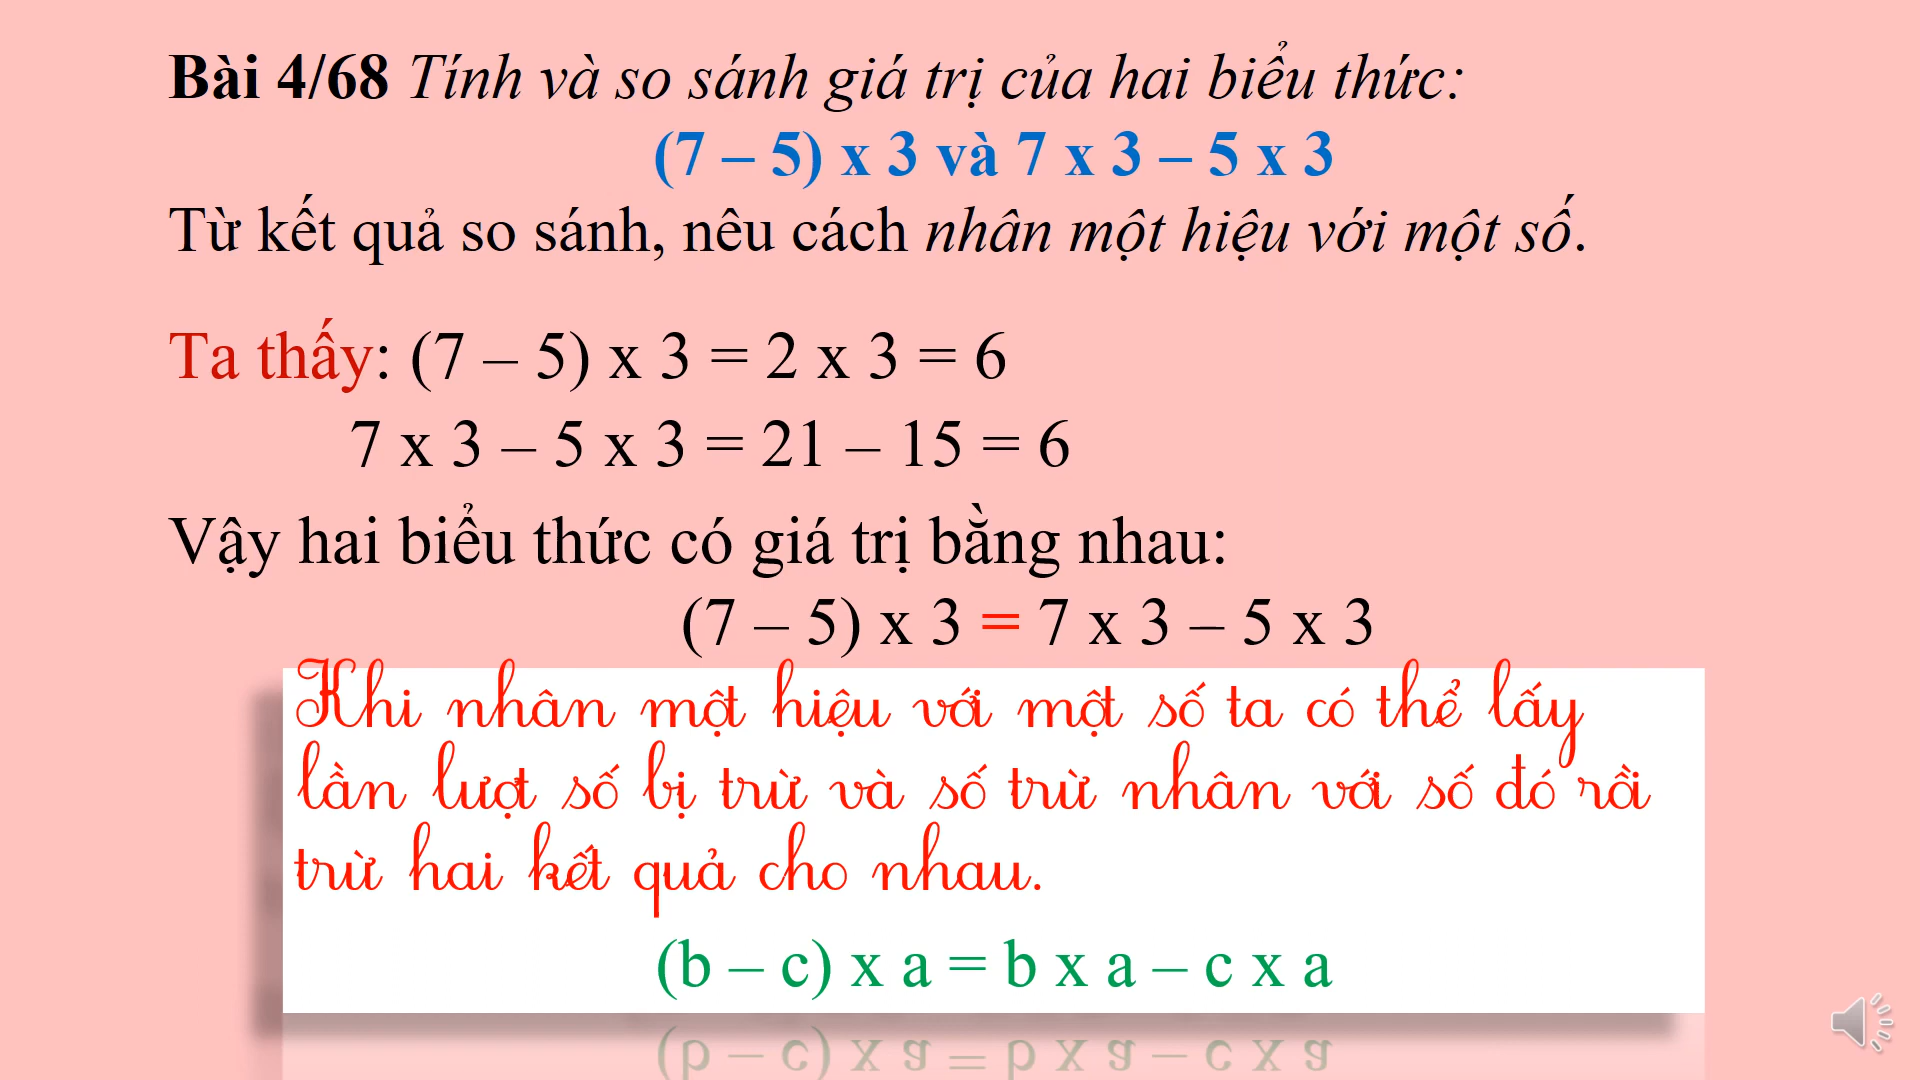 Bài 4/68 Tính và so sánh giá trị của hai biểu thức:
(7 – 5) x 3 và 7 x 3 – 5 x 3
Từ kết quả so sánh, nêu cách nhân một hiệu với một số.
Ta thấy: (7 – 5) x 3 = 2 x 3 = 6
7 x 3 – 5 x 3 = 21 – 15 = 6
Vậy hai biểu thức có giá trị bằng nhau:
(7 – 5) x 3 = 7 x 3 – 5 x 3
Khi nhân một hiệu với một số ta có thể lấy
lần lượt số bị trừ và số trừ nhân với số đó rồi
trừ hai kết quả cho nhau.
(b – c) x a = b x a – c x a